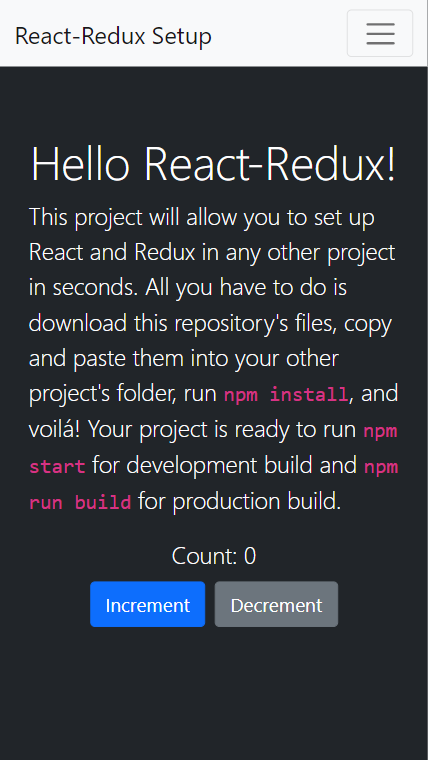 React-Redux Setup
Hello React-Redux!
This project will allow you to set up
React and Redux in any other project
in seconds. All you have to do is
download this repository's files, copy
and paste them into your other
project's folder, run npm install, and
voilá! Your project is ready to run npm
start for development build and npm
run build for production build.
Count: 0
Increment
Decrement